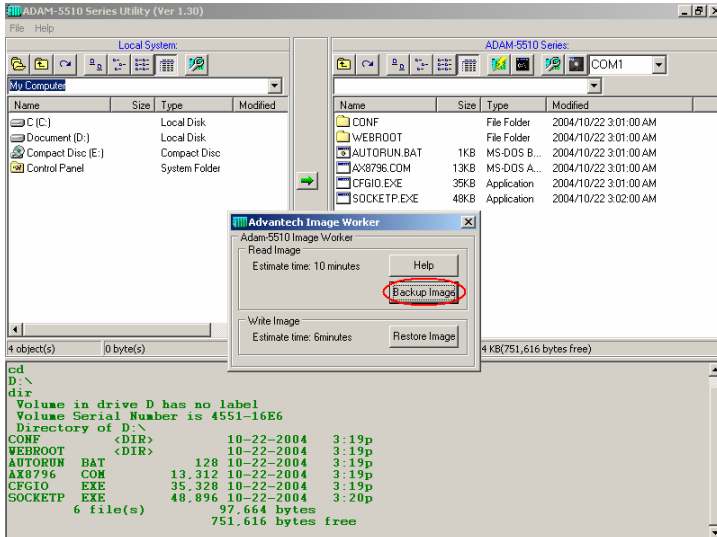 ADAM-5510 Series Utility (Ver 1.30)
File Help
Local System:
ADAM-5510 Series:
COM1
My Computer
Name Size Type Modified
C (C:) Local Disk
Document (D:) Local Disk
Compact Disc (E:) Compact Disc
Control Panel System Folder
Name Size Type Modified
CONF File Folder 2004/10/22 3:01:00 AM
WEBROOT File Folder 2004/10/22 3:01:00 AM
AUTORUN.BAT 1KB MS-DOS B... 2004/10/22 3:01:00 AM
AX8796.COM 13KB MS-DOS A... 2004/10/22 3:01:00 AM
CFGIO.EXE 35KB Application 2004/10/22 3:01:00 AM
SOCKETP.EXE 48KB Application 2004/10/22 3:02:00 AM
Advantech Image Worker
Adam-5510 Image Worker
Read Image
Estimate time: 10 minutes
Help
Backup Image
Write Image
Estimate time: 6minutes
Restore Image
4 object(s) 0 byte(s)
4 KB(751,616 bytes free)
cd
D:\
dir
Volume in drive D has no label
Volume Serial Number is 4551-16E6
Directory of D:\
CONF <DIR> 10-22-2004 3:19p
WEBROOT <DIR> 10-22-2004 3:19p
AUTORUN BAT 128 10-22-2004 3:19p
AX8796 COM 13,312 10-22-2004 3:19p
CFGIO EXE 35,328 10-22-2004 3:19p
SOCKETP EXE 48,896 10-22-2004 3:20p
6 file(s) 97,664 bytes
751,616 bytes free